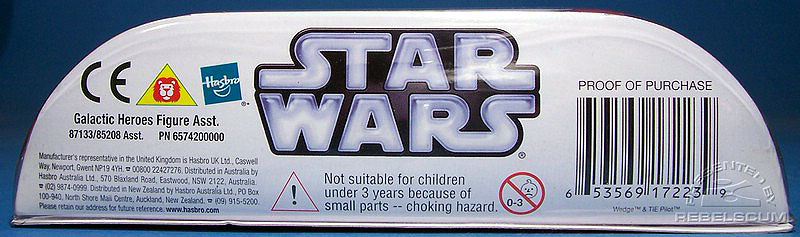 CE
Hasbro
Galactic Heroes Figure Asst.
87133/85208 Asst. PN 6574200000
Manufacturer's representative in the United Kingdom is Hasbro UK Ltd., Caswell
Way, Newport, Gwent NP19 4YH. ☎ 00800 22427276. Distributed in Australia by
Hasbro Australia Ltd., 570 Blaxland Road, Eastwood, NSW 2122, Australia.
☎ (02) 9874-0999. Distributed in New Zealand by Hasbro Australia Ltd., PO Box
100-940, North Shore Mail Centre, Auckland, New Zealand. ☎ (09) 915-5200.
Please retain our address for future reference. www.hasbro.com
STAR
WARS®
Not suitable for children
under 3 years because of
small parts -- choking hazard.
0-3
PROOF OF PURCHASE
6 53569 17223 9
Wedge & TIE Pilot
PRESENTED BY
REBELSCUM